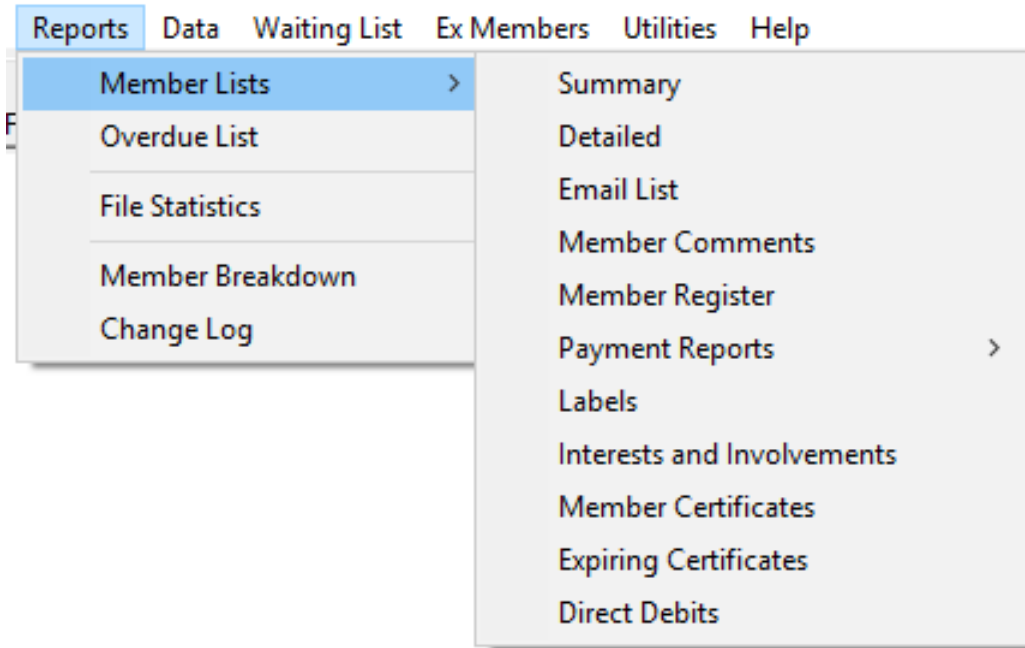 Reports Data Waiting List Ex Members Utilities Help
Member Lists
Overdue List
File Statistics
Member Breakdown
Change Log
Summary
Detailed
Email List
Member Comments
Member Register
Payment Reports
Labels
Interests and Involvements
Member Certificates
Expiring Certificates
Direct Debits